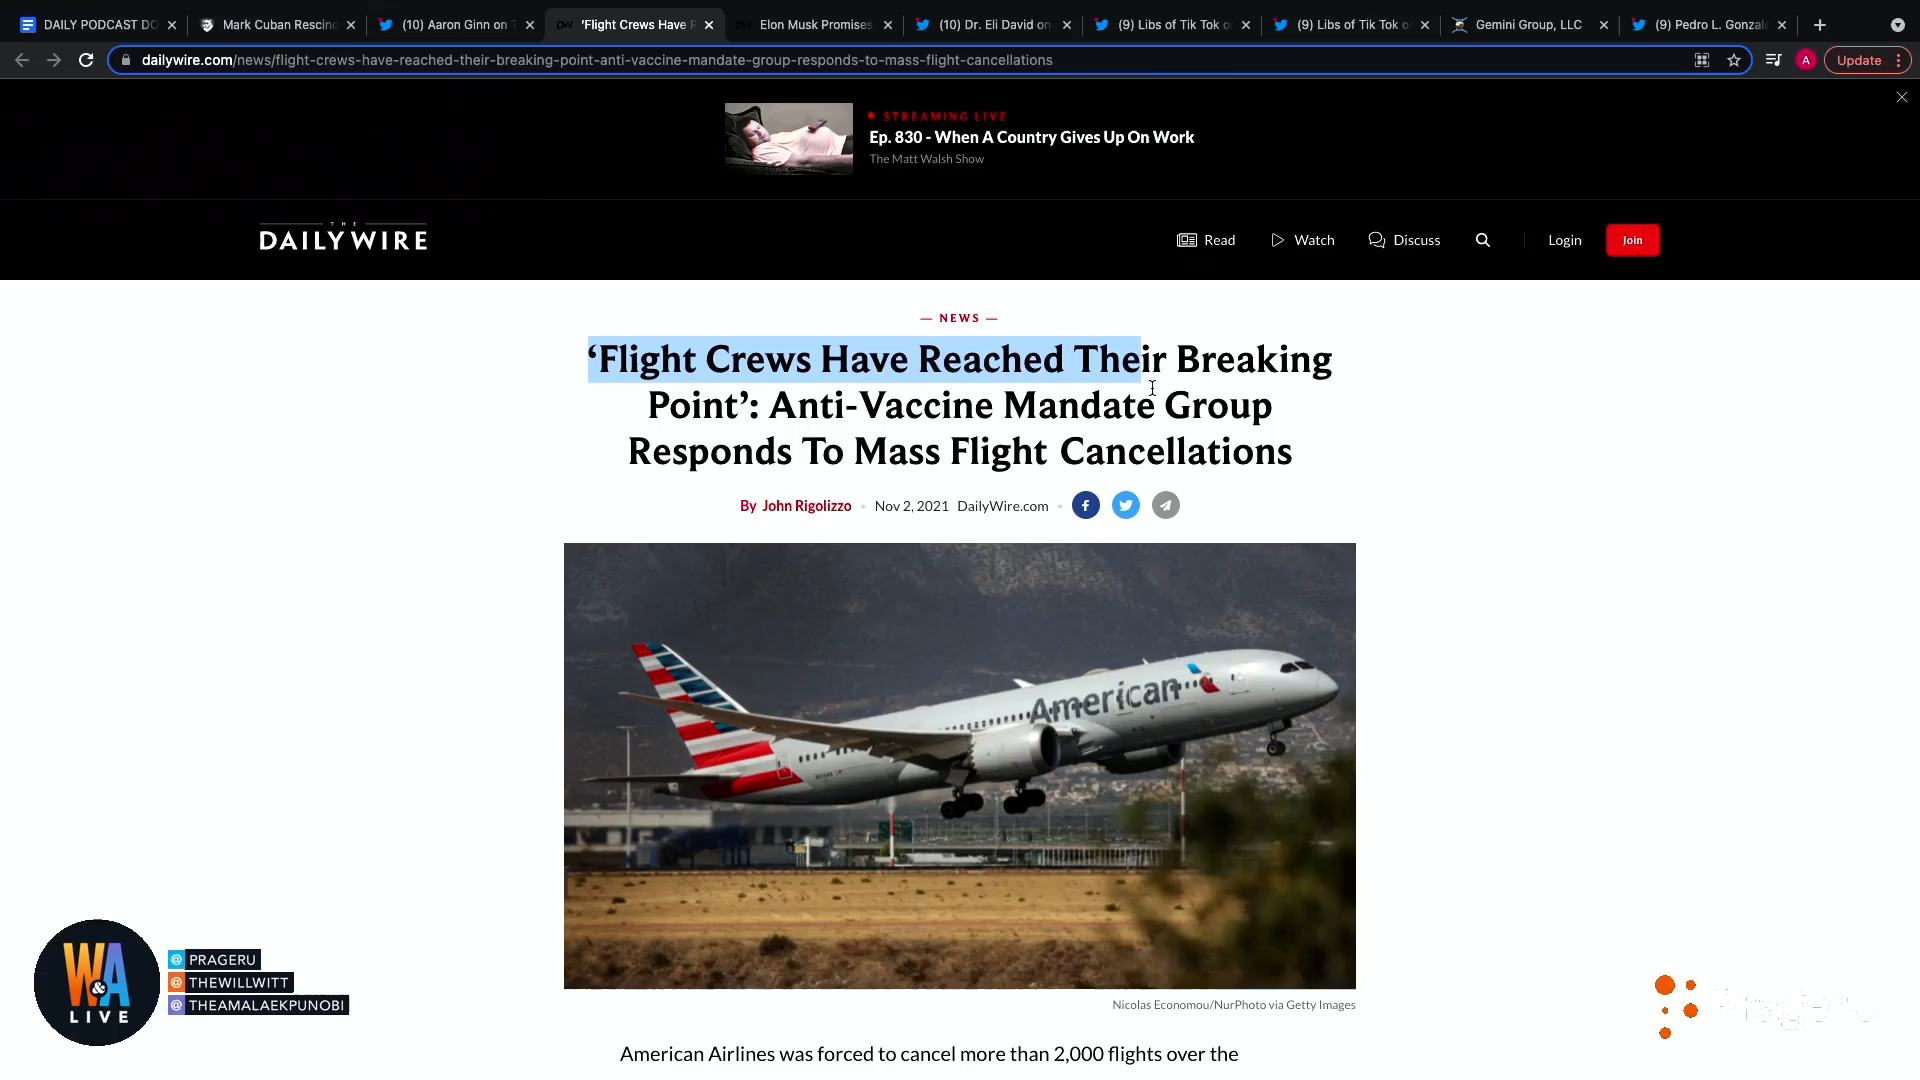 DAILY PODCAST DO
Mark Cuban Rescin
(10) Aaron Ginn on T
'Flight Crews Have R
Elon Musk Promises
(10) Dr. Eli David on
(9) Libs of Tik Tok o
(9) Libs of Tik Tok o
Gemini Group, LLC
(9) Pedro L. Gonzal
dailywire.com/news/flight-crews-have-reached-their-breaking-point-anti-vaccine-mandate-group-responds-to-mass-flight-cancellations
A
Update
STREAMING LIVE
Ep. 830 - When A Country Gives Up On Work
The Matt Walsh Show
THE
DAILY WIRE
Read
Watch
Discuss
Login
Join
— NEWS —
‘Flight Crews Have Reached Their Breaking
Point’: Anti-Vaccine Mandate Group
Responds To Mass Flight Cancellations
By John Rigolizzo • Nov 2, 2021 DailyWire.com •
American
Nicolas Economou/NurPhoto via Getty Images
American Airlines was forced to cancel more than 2,000 flights over the
W&A
LIVE
@ PRAGERU
@ THEWILLWITT
@ THEAMALAEKPUNOBI
PragerU